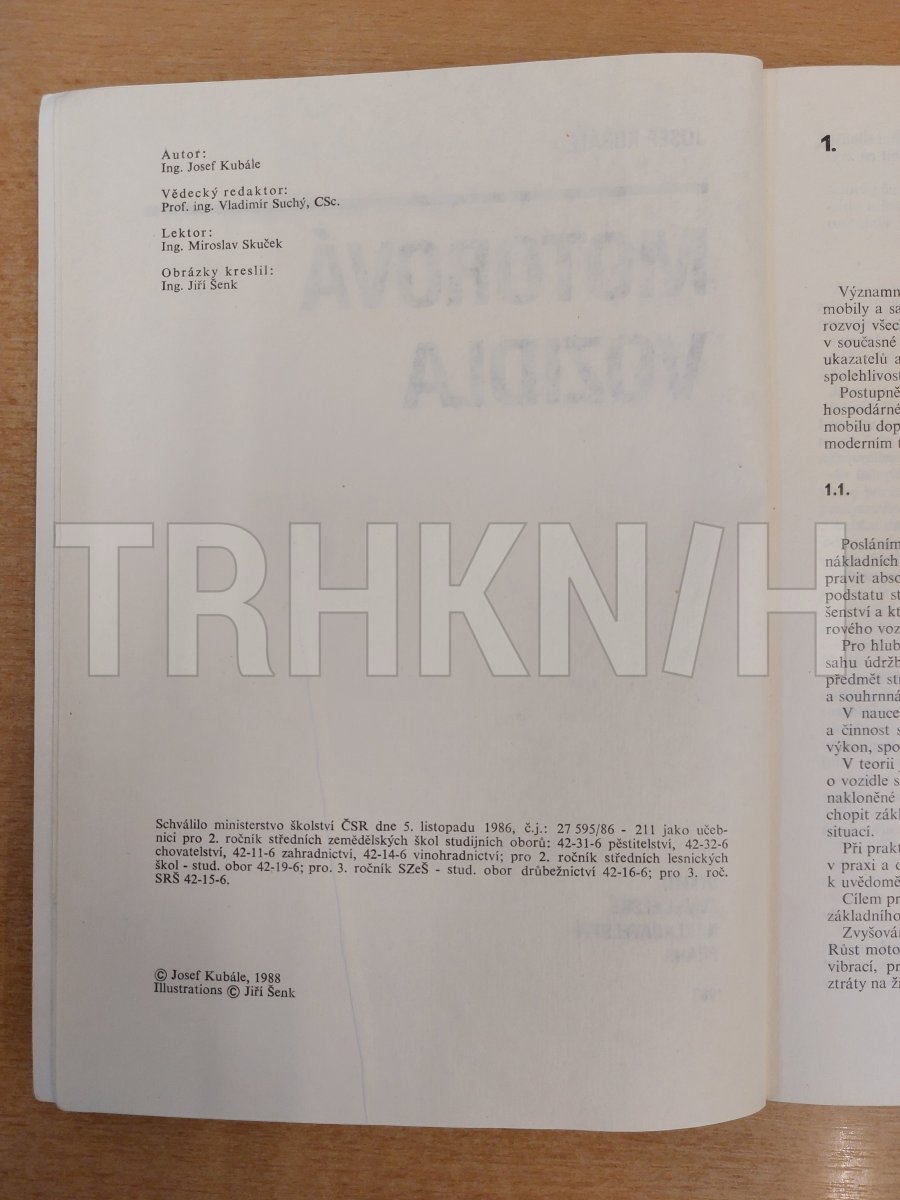 Autor:
Ing. Josef Kubále
Vědecký redaktor:
Prof. ing. Vladimír Suchý, CSc.
Lektor:
Ing. Miroslav Skuček
Obrázky kreslil:
Ing. Jiří Šenk
MOTOROVÁ
VOZIDLA
TRHKNIH
Schválilo ministerstvo školství ČSR dne 5. listopadu 1986, č.j.: 27 595/86 - 211 jako učeb-
nici pro 2. ročník středních zemědělských škol studijních oborů: 42-31-6 pěstitelství, 42-32-6
chovatelství, 42-11-6 zahradnictví, 42-14-6 vinohradnictví; pro 2. ročník středních lesnických
škol - stud. obor 42-19-6; pro. 3. ročník SZeŠ - stud. obor drůbežnictví 42-16-6; pro 3. roč.
SRŠ 42-15-6.
© Josef Kubále, 1988
Illustrations © Jiří Šenk
1.
Významn
mobily a sa
rozvoj všec
v současné
ukazatelů a
spolehlivost
Postupně
hospodárné
mobilu dop
moderním t
1.1.
Posláním
nákladních
pravit abso
podstatu st
šenství a kt
rového voz
Pro hlub
sahu údržb
předmět str
a souhrnná
V nauce
a činnost s
výkon, spo
V teorii j
o vozidle s
nakloněné
chopit zákl
situací.
Při prakt
v praxi a o
k uvědomě
Cílem pr
základního
Zvyšován
Růst moto
vibrací, pr
ztráty na ži